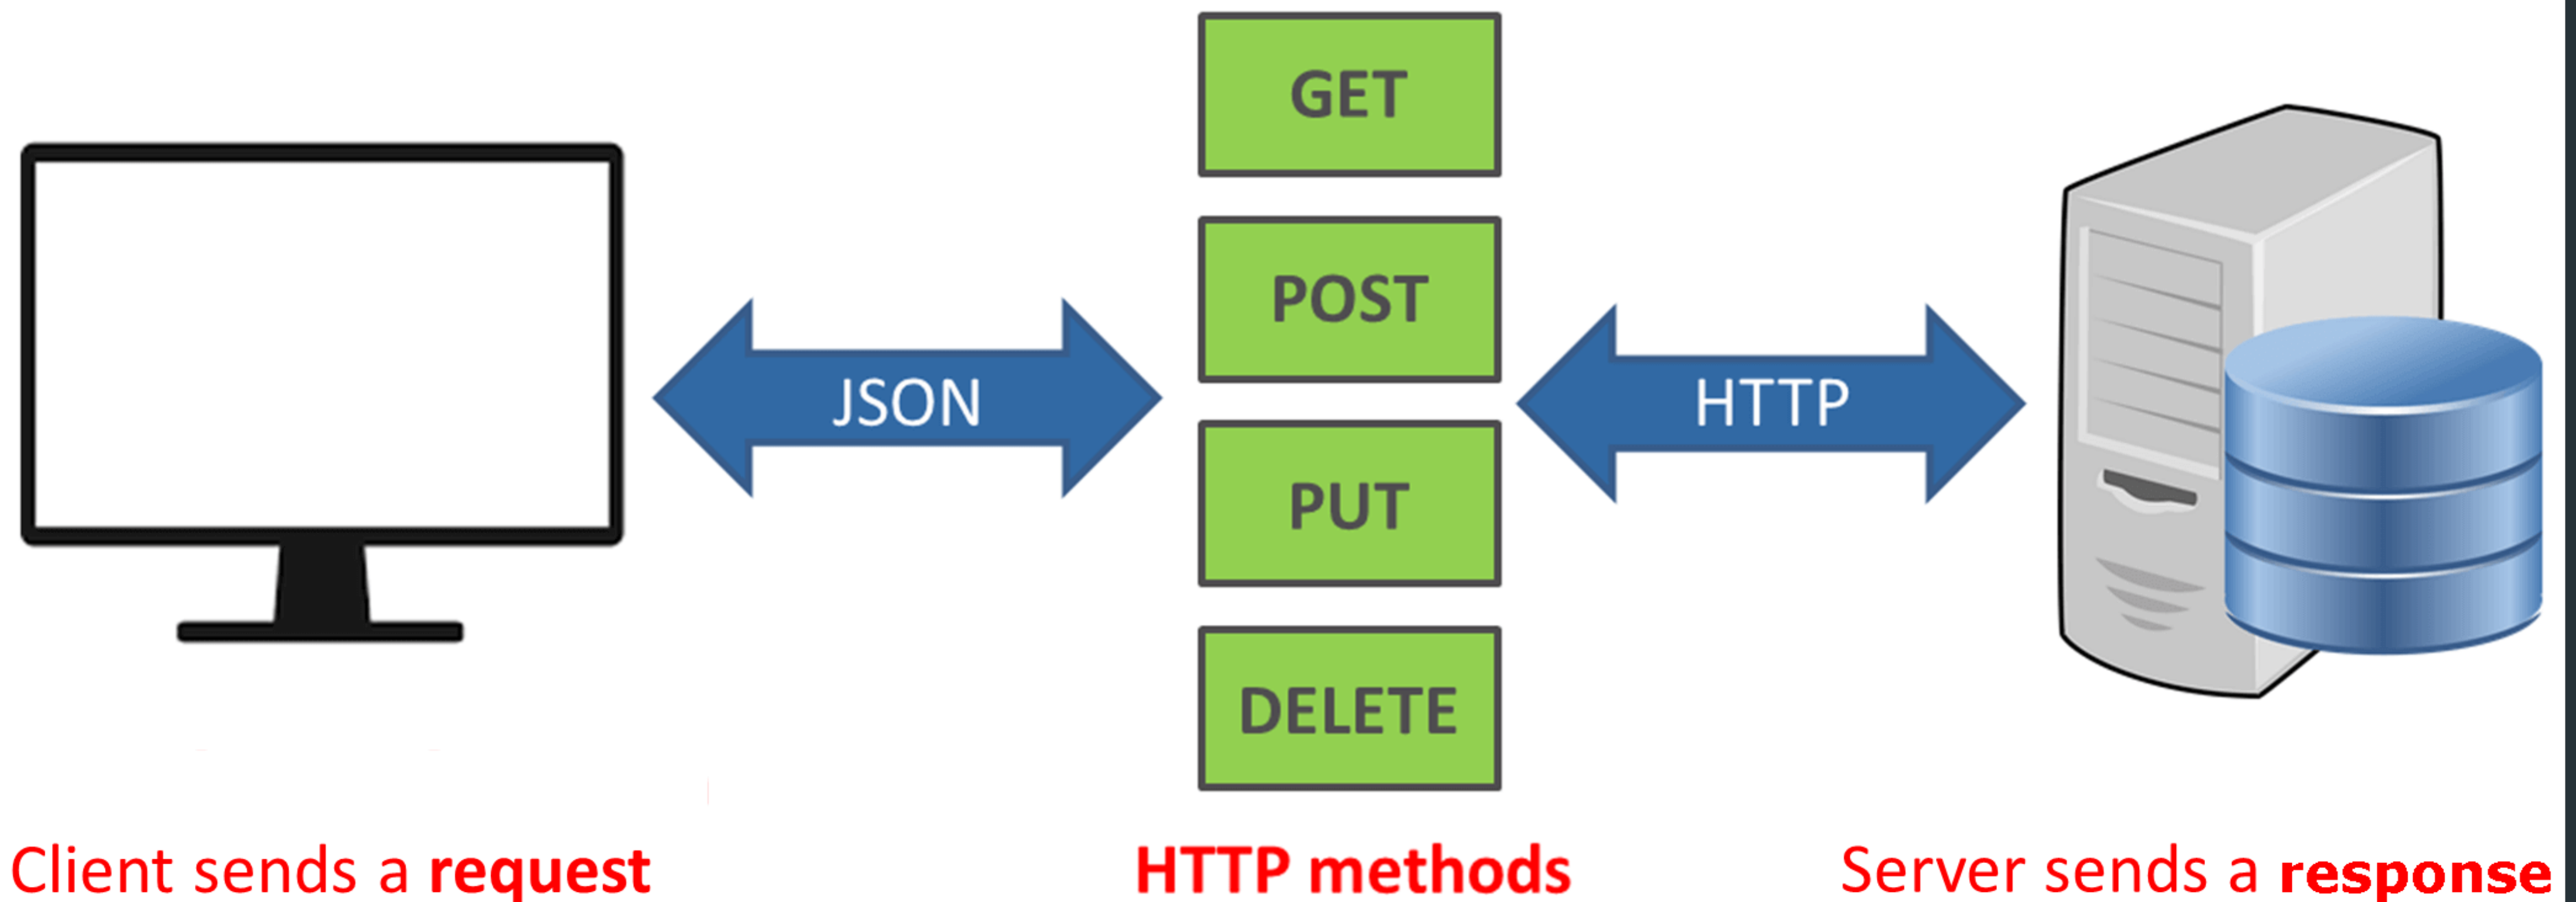 GET
POST
PUT
DELETE
JSON
HTTP
Client sends a request
HTTP methods
Server sends a response